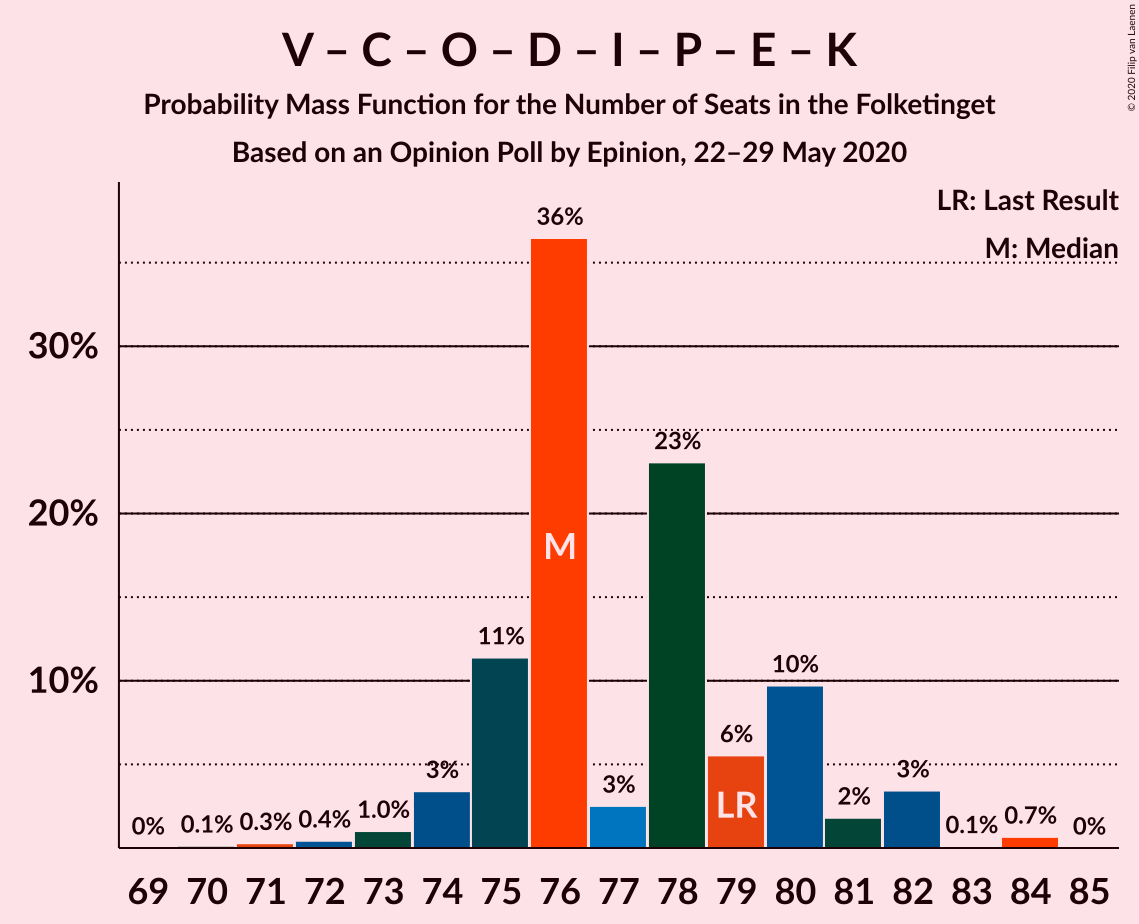 V – C – O – D – I – P – E – K
Probability Mass Function for the Number of Seats in the Folketinget
Based on an Opinion Poll by Epinion, 22–29 May 2020
© 2020 Filip van Laenen
LR: Last Result
M: Median
30%
20%
10%
0%
0.1%
0.3%
0.4%
1.0%
3%
11%
36%
3%
23%
6%
10%
2%
3%
0.1%
0.7%
0%
M
LR
69 70 71 72 73 74 75 76 77 78 79 80 81 82 83 84 85